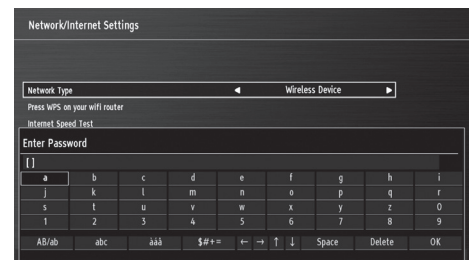 Network/Internet Settings
Network Type ◀ Wireless Device ▶
Press WPS on your wifi router
Internet Speed Test
Enter Password
[ ]
a b c d e f g h i
j k l m n o p q r
s t u v w x y z 0
1 2 3 4 5 6 7 8 9
AB/ab abc àáâ $#+= ← → ↑ ↓ Space Delete OK